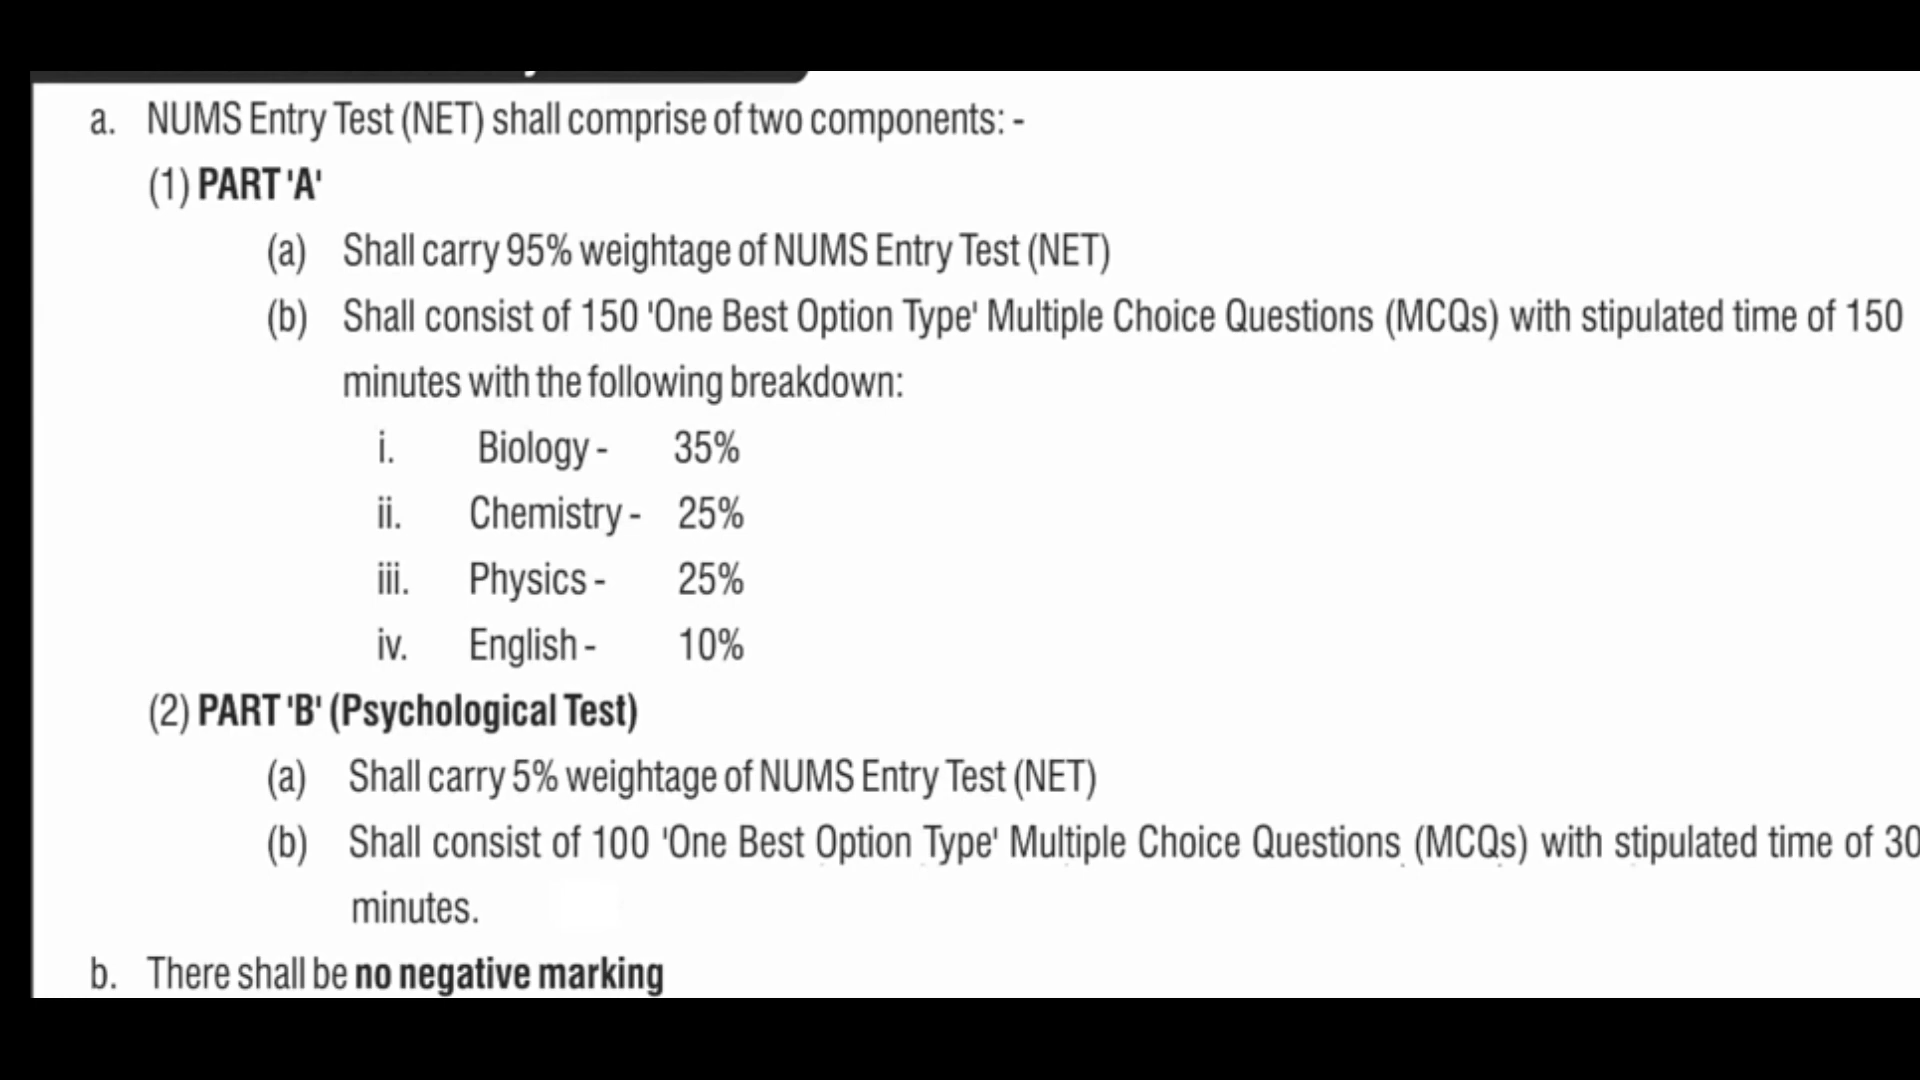 a. NUMS Entry Test (NET) shall comprise of two components: -
(1) PART 'A'
(a) Shall carry 95% weightage of NUMS Entry Test (NET)
(b) Shall consist of 150 'One Best Option Type' Multiple Choice Questions (MCQs) with stipulated time of 150
minutes with the following breakdown:
i. Biology - 35%
ii. Chemistry - 25%
iii. Physics - 25%
iv. English - 10%
(2) PART 'B' (Psychological Test)
(a) Shall carry 5% weightage of NUMS Entry Test (NET)
(b) Shall consist of 100 'One Best Option Type' Multiple Choice Questions (MCQs) with stipulated time of 30
minutes.
b. There shall be no negative marking